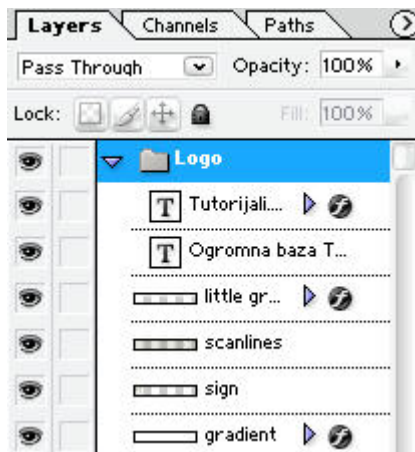 Layers Channels Paths
Pass Through Opacity: 100%
Lock: Fill: 100%
Logo
T Tutorijali....
T Ogromna baza T...
little gr...
scanlines
sign
gradient